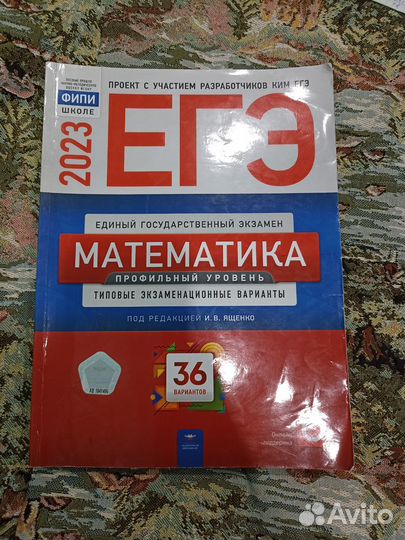 ПРОЕКТ С УЧАСТИЕМ РАЗРАБОТЧИКОВ КИМ ЕГЭ
ФИПИ
ШКОЛЕ
2023
ЕГЭ
ЕДИНЫЙ ГОСУДАРСТВЕННЫЙ ЭКЗАМЕН
МАТЕМАТИКА
ПРОФИЛЬНЫЙ УРОВЕНЬ
ТИПОВЫЕ ЭКЗАМЕНАЦИОННЫЕ ВАРИАНТЫ
ПОД РЕДАКЦИЕЙ И.В. ЯЩЕНКО
36
ВАРИАНТОВ
Avito